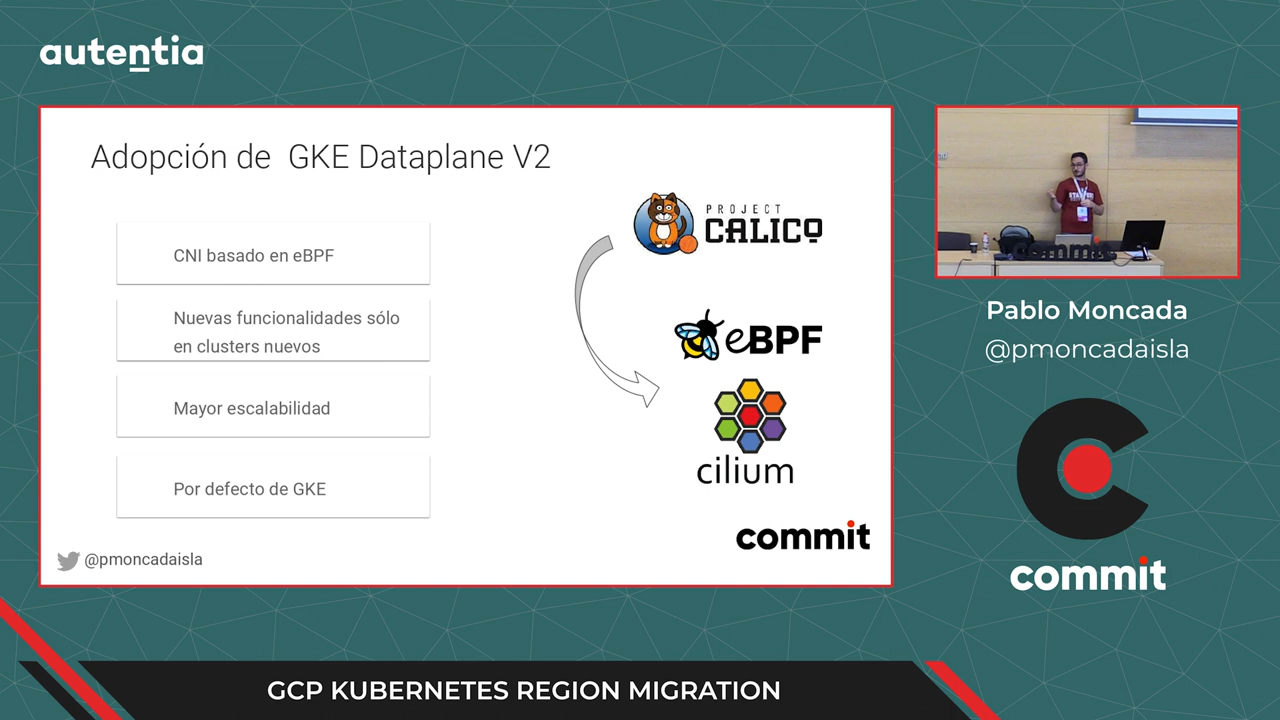 autentia
Adopción de GKE Dataplane V2
CNI basado en eBPF
Nuevas funcionalidades sólo
en clusters nuevos
Mayor escalabilidad
Por defecto de GKE
@pmoncadaisla
PROJECT
CALICO
eBPF
cilium
commit
commit
Pablo Moncada
@pmoncadaisla
commit
GCP KUBERNETES REGION MIGRATION